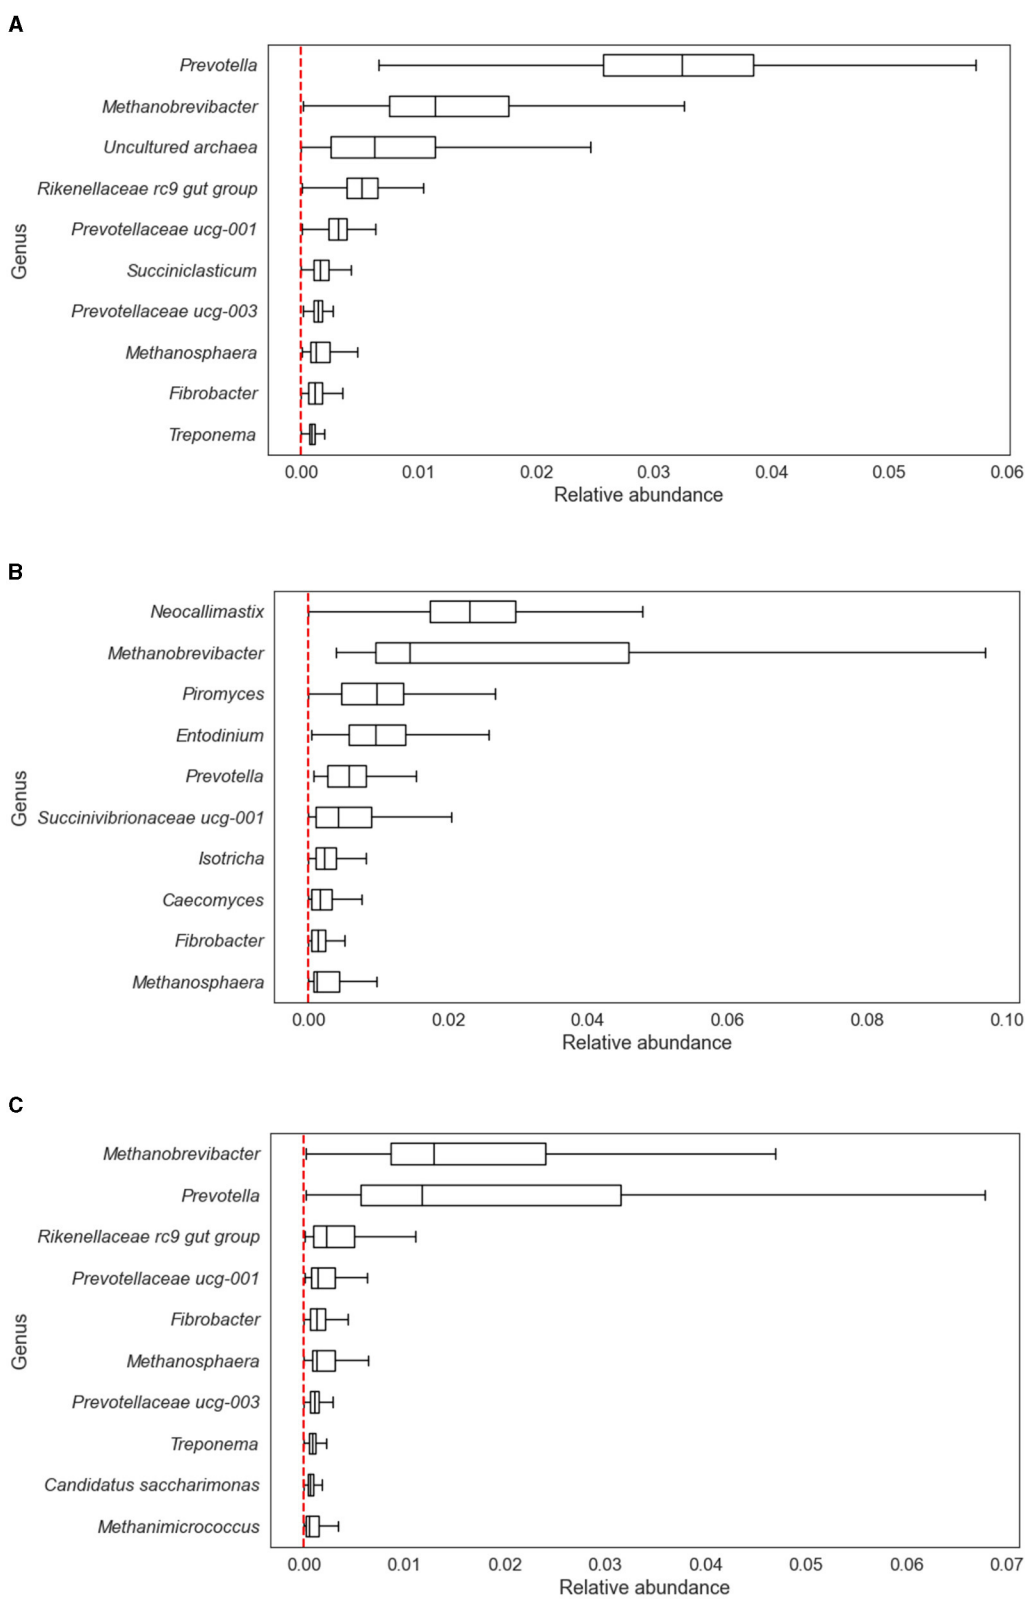 A
Prevotella
Methanobrevibacter
Uncultured archaea
Rikenellaceae rc9 gut group
Prevotellaceae ucg-001
Succiniclasticum
Prevotellaceae ucg-003
Methanosphaera
Fibrobacter
Treponema
Genus
0.00 0.01 0.02 0.03 0.04 0.05 0.06
Relative abundance
B
Neocallimastix
Methanobrevibacter
Piromyces
Entodinium
Prevotella
Succinivibrionaceae ucg-001
Isotricha
Caecomyces
Fibrobacter
Methanosphaera
Genus
0.00 0.02 0.04 0.06 0.08 0.10
Relative abundance
C
Methanobrevibacter
Prevotella
Rikenellaceae rc9 gut group
Prevotellaceae ucg-001
Fibrobacter
Methanosphaera
Prevotellaceae ucg-003
Treponema
Candidatus saccharimonas
Methanimicrococcus
Genus
0.00 0.01 0.02 0.03 0.04 0.05 0.06 0.07
Relative abundance